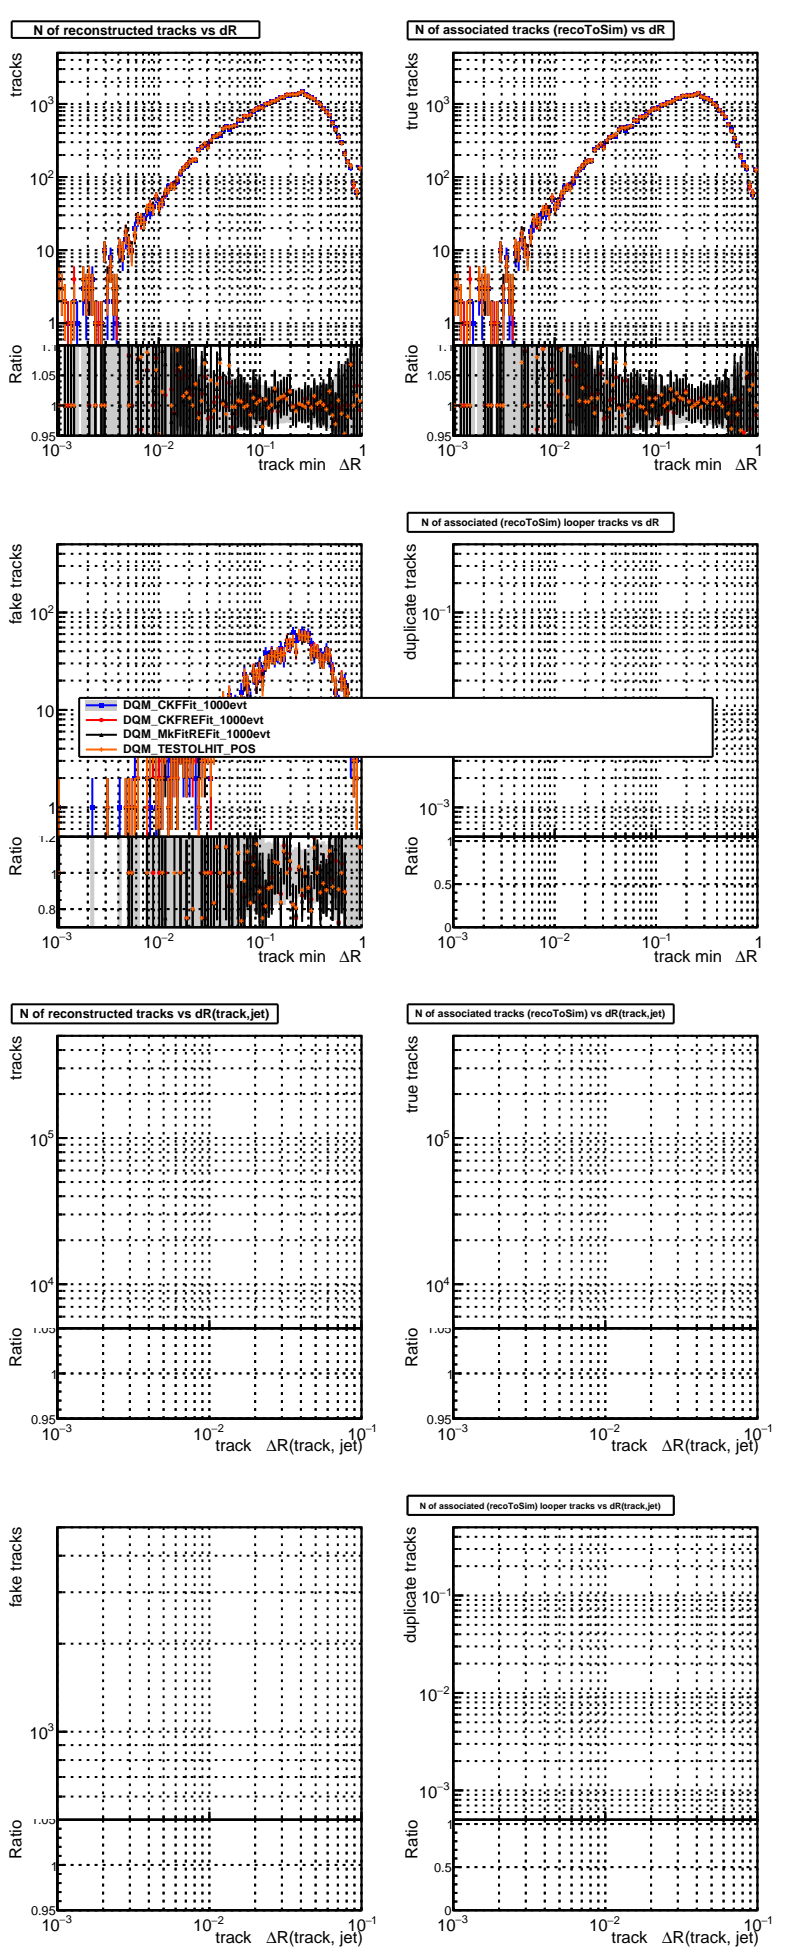 N of reconstructed tracks vs dR
N of associated tracks (recoToSim) vs dR
tracks
10³
10²
10
1
Ratio
1.05
1
0.95
10⁻³
10⁻²
10⁻¹
1
track min ΔR
true tracks
10³
10²
10
1
Ratio
1.05
1
0.95
10⁻³
10⁻²
10⁻¹
1
track min ΔR
N of associated (recoToSim) looper tracks vs dR
fake tracks
10²
10
1
Ratio
1.2
1
0.8
10⁻³
10⁻²
10⁻¹
1
track min ΔR
duplicate tracks
10⁻¹
10⁻³
Ratio
1
0.5
0
10⁻³
10⁻²
10⁻¹
1
track min ΔR
DQM_CKFFit_1000evt
DQM_CKFREFit_1000evt
DQM_MkFitREFit_1000evt
DQM_TESTOLHIT_POS
N of reconstructed tracks vs dR(track,jet)
N of associated tracks (recoToSim) vs dR(track,jet)
tracks
10⁵
10⁴
Ratio
1.05
1
0.95
10⁻³
10⁻²
10⁻¹
track ΔR(track, jet)
true tracks
10⁵
10⁴
Ratio
1.05
1
0.95
10⁻³
10⁻²
10⁻¹
track ΔR(track, jet)
N of associated (recoToSim) looper tracks vs dR(track,jet)
fake tracks
10³
Ratio
1.05
1
0.95
10⁻³
10⁻²
10⁻¹
track ΔR(track, jet)
duplicate tracks
10⁻¹
10⁻²
10⁻³
Ratio
1
0.5
0
10⁻³
10⁻²
10⁻¹
track ΔR(track, jet)